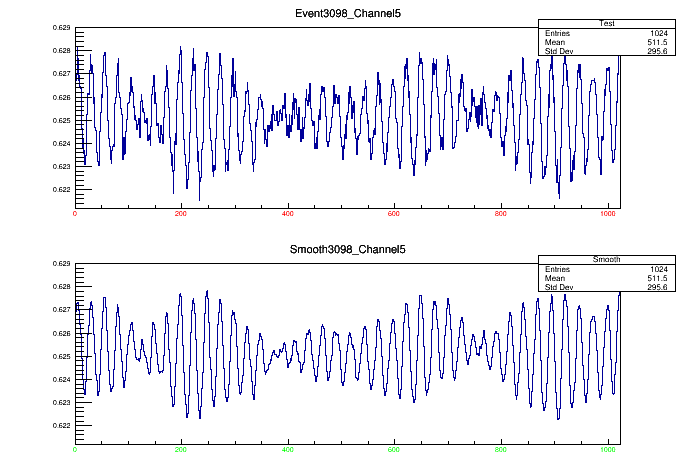 Event3098_Channel5
Test
Entries 1024
Mean 511.5
Std Dev 295.6
0.629
0.628
0.627
0.626
0.625
0.624
0.623
0.622
0 200 400 600 800 1000
Smooth3098_Channel5
Smooth
Entries 1024
Mean 511.5
Std Dev 295.6
0.629
0.628
0.627
0.626
0.625
0.624
0.623
0.622
0 200 400 600 800 1000